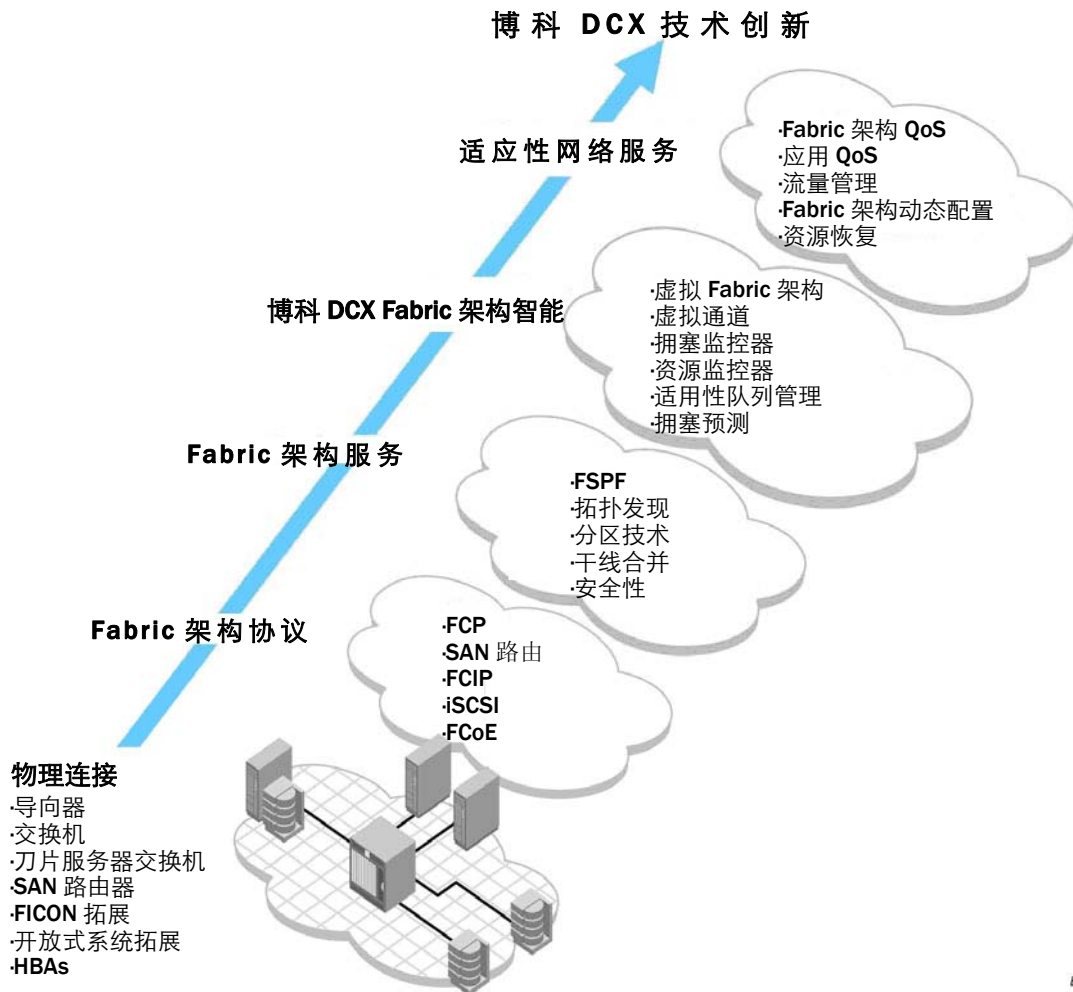 博科 DCX 技术创新
适应性网络服务
·Fabric 架构 QoS
·应用 QoS
·流量管理
·Fabric 架构动态配置
·资源恢复
博科 DCX Fabric 架构智能
·虚拟 Fabric 架构
·虚拟通道
·拥塞监控器
·资源监控器
·适用性队列管理
·拥塞预测
Fabric 架构服务
·FSPF
·拓扑发现
·分区技术
·干线合并
·安全性
Fabric 架构协议
·FCP
·SAN 路由
·FCIP
·iSCSI
·FCoE
物理连接
·导向器
·交换机
·刀片服务器交换机
·SAN 路由器
·FICON 拓展
·开放式系统拓展
·HBAs